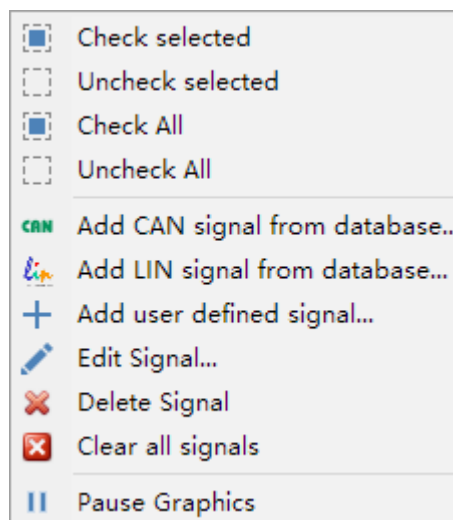 Check selected
Uncheck selected
Check All
Uncheck All
CAN Add CAN signal from database..
lin Add LIN signal from database...
Add user defined signal...
Edit Signal...
Delete Signal
Clear all signals
Pause Graphics